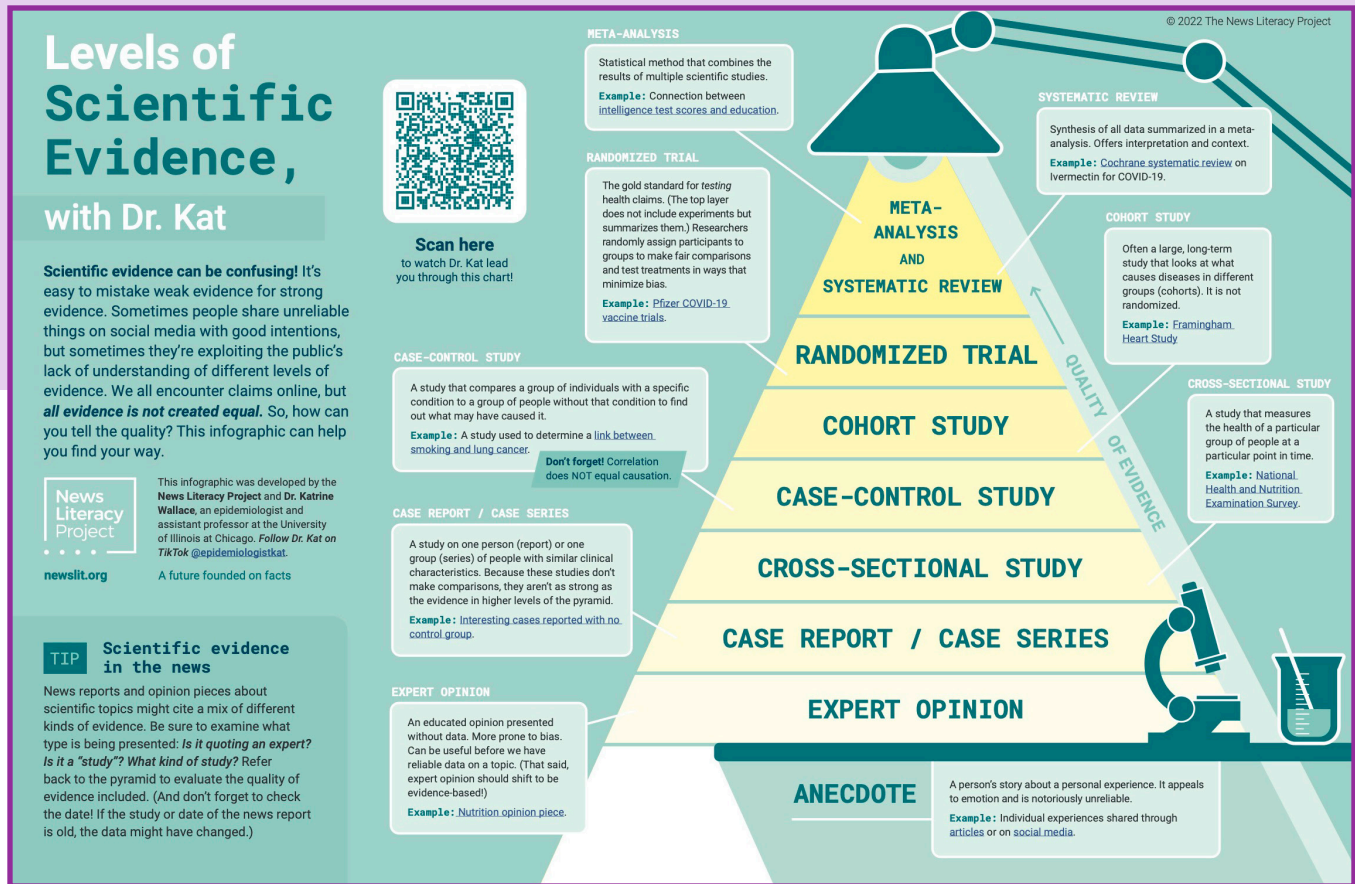 © 2022 The News Literacy Project
Levels of
Scientific
Evidence,
with Dr. Kat
Scientific evidence can be confusing! It's
easy to mistake weak evidence for strong
evidence. Sometimes people share unreliable
things on social media with good intentions,
but sometimes they're exploiting the public's
lack of understanding of different levels of
evidence. We all encounter claims online, but
all evidence is not created equal. So, how can
you tell the quality? This infographic can help
you find your way.
News
Literacy
Project
This infographic was developed by the
News Literacy Project and Dr. Katrine
Wallace, an epidemiologist and
assistant professor at the University
of Illinois at Chicago. Follow Dr. Kat on
TikTok @epidemiologistkat.
newslit.org
A future founded on facts
TIP
Scientific evidence
in the news
News reports and opinion pieces about
scientific topics might cite a mix of different
kinds of evidence. Be sure to examine what
type is being presented: Is it quoting an expert?
Is it a "study"? What kind of study? Refer
back to the pyramid to evaluate the quality of
evidence included. (And don't forget to check
the date! If the study or date of the news report
is old, the data might have changed.)
Scan here
to watch Dr. Kat lead
you through this chart!
META-ANALYSIS
Statistical method that combines the
results of multiple scientific studies.
Example: Connection between
intelligence test scores and education.
RANDOMIZED TRIAL
The gold standard for testing
health claims. (The top layer
does not include experiments but
summarizes them.) Researchers
randomly assign participants to
groups to make fair comparisons
and test treatments in ways that
minimize bias.
Example: Pfizer COVID-19
vaccine trials.
CASE-CONTROL STUDY
A study that compares a group of individuals with a specific
condition to a group of people without that condition to find
out what may have caused it.
Example: A study used to determine a link between
smoking and lung cancer.
Don't forget! Correlation
does NOT equal causation.
CASE REPORT / CASE SERIES
A study on one person (report) or one
group (series) of people with similar clinical
characteristics. Because these studies don't
make comparisons, they aren't as strong as
the evidence in higher levels of the pyramid.
Example: Interesting cases reported with no
control group.
EXPERT OPINION
An educated opinion presented
without data. More prone to bias.
Can be useful before we have
reliable data on a topic. (That said,
expert opinion should shift to be
evidence-based!)
Example: Nutrition opinion piece.
META-
ANALYSIS
AND
SYSTEMATIC REVIEW
RANDOMIZED TRIAL
COHORT STUDY
CASE-CONTROL STUDY
CROSS-SECTIONAL STUDY
CASE REPORT / CASE SERIES
EXPERT OPINION
QUALITY OF EVIDENCE
SYSTEMATIC REVIEW
Synthesis of all data summarized in a meta-
analysis. Offers interpretation and context.
Example: Cochrane systematic review on
Ivermectin for COVID-19.
COHORT STUDY
Often a large, long-term
study that looks at what
causes diseases in different
groups (cohorts). It is not
randomized.
Example: Framingham
Heart Study
CROSS-SECTIONAL STUDY
A study that measures
the health of a particular
group of people at a
particular point in time.
Example: National
Health and Nutrition
Examination Survey.
ANECDOTE
A person's story about a personal experience. It appeals
to emotion and is notoriously unreliable.
Example: Individual experiences shared through
articles or on social media.